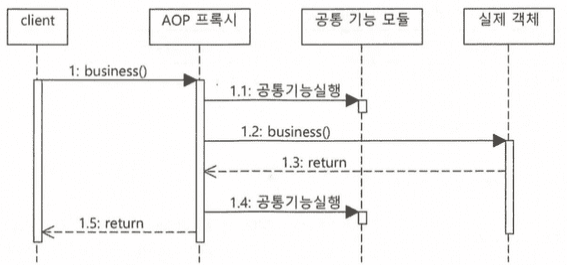 client
AOP 프록시
공통 기능 모듈
실제 객체
1: business()
1.1: 공통기능실행
1.2: business()
1.3: return
1.4: 공통기능실행
1.5: return